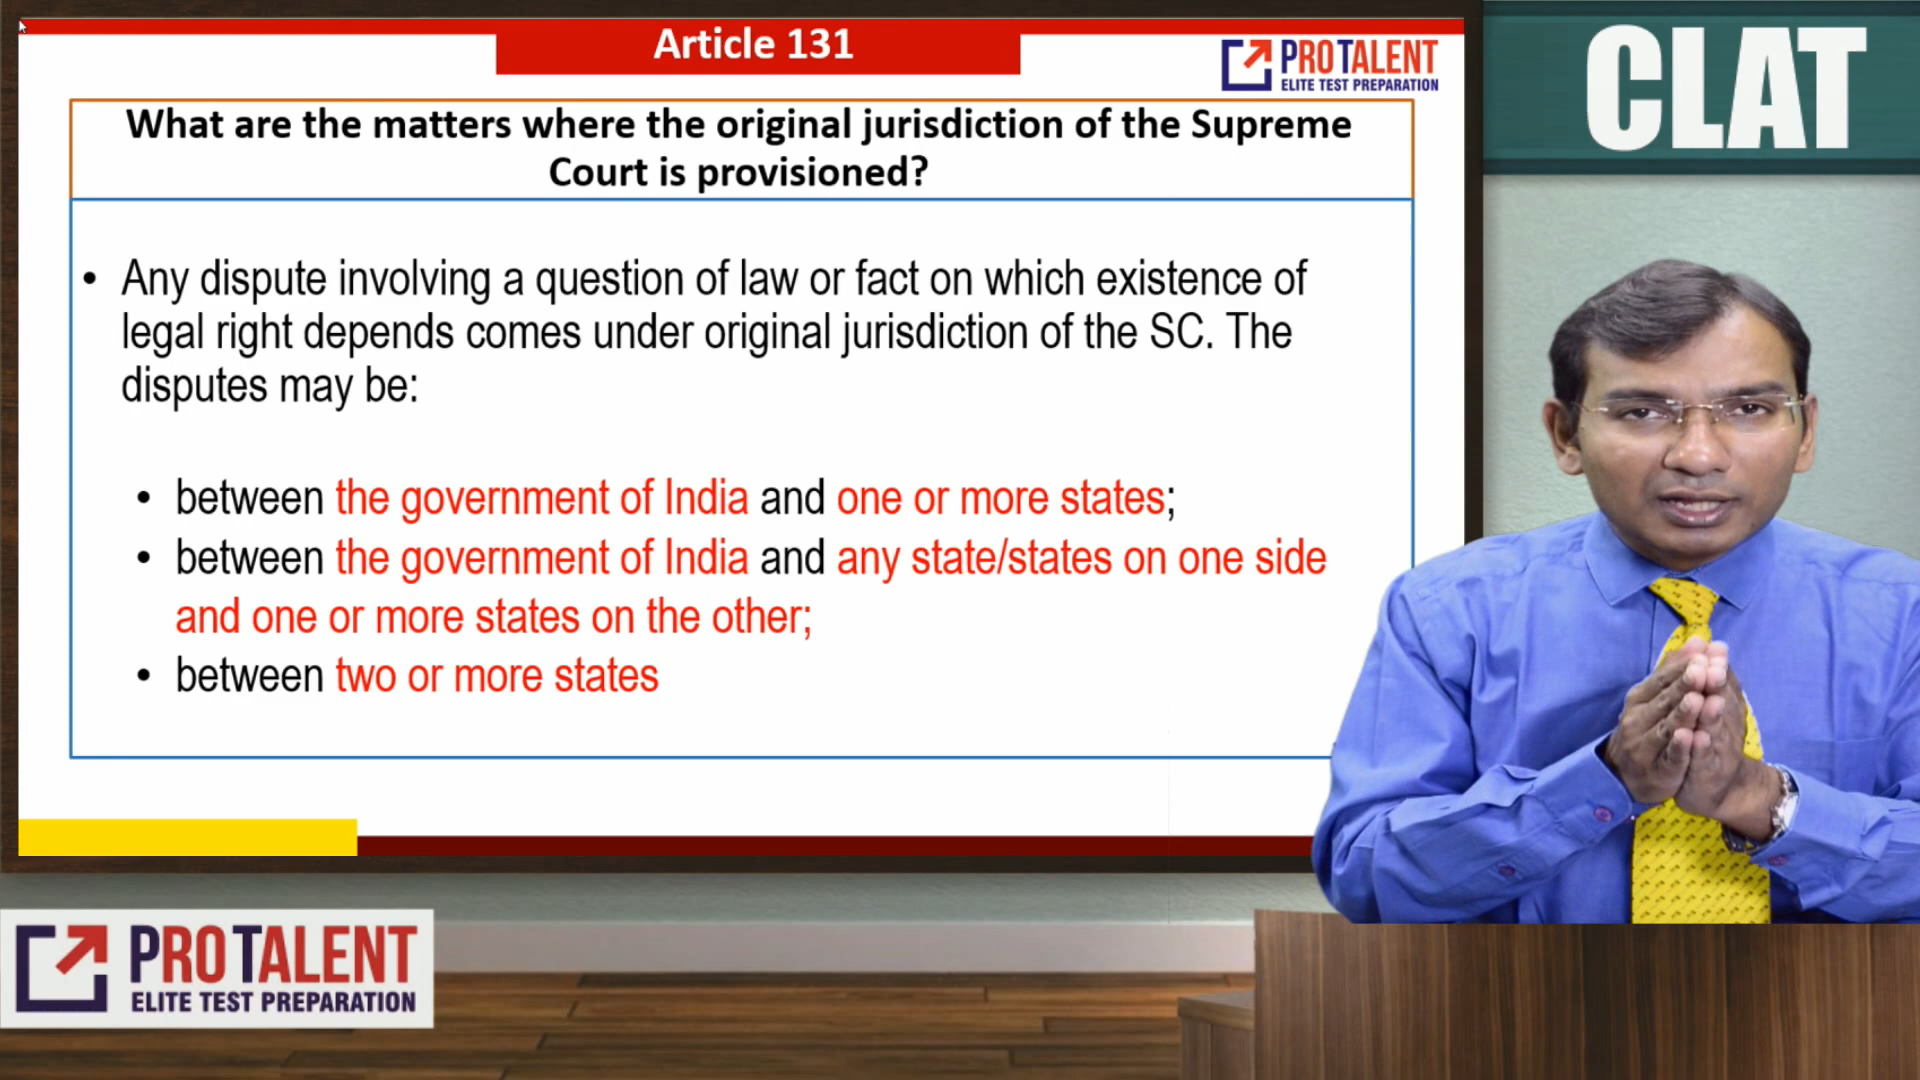 Article 131
PRO TALENT
ELITE TEST PREPARATION
CLAT
What are the matters where the original jurisdiction of the Supreme
Court is provisioned?
• Any dispute involving a question of law or fact on which existence of
legal right depends comes under original jurisdiction of the SC. The
disputes may be:
• between the government of India and one or more states;
• between the government of India and any state/states on one side
and one or more states on the other;
• between two or more states
PRO TALENT
ELITE TEST PREPARATION